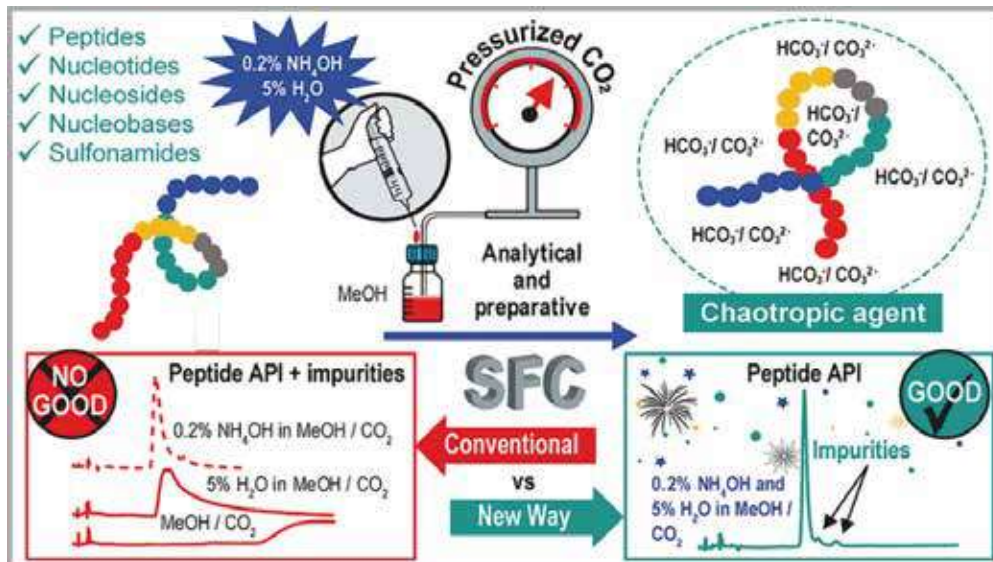 ✓ Peptides
✓ Nucleotides
✓ Nucleosides
✓ Nucleobases
✓ Sulfonamides
0.2% NH₄OH
5% H₂O
MeOH
Pressurized CO₂
Analytical
and
preparative
HCO₃⁻/ CO₃²⁻
HCO₃⁻/
CO₃²⁻
HCO₃⁻/ CO₃²⁻
HCO₃⁻/ CO₃²⁻
HCO₃⁻/ CO₃²⁻
HCO₃⁻/ CO₃²⁻
Chaotropic agent
NO
GOOD
Peptide API + impurities
0.2% NH₄OH in MeOH / CO₂
5% H₂O in MeOH / CO₂
MeOH / CO₂
SFC
Conventional
vs
New Way
Peptide API
GOOD
Impurities
0.2% NH₄OH and
5% H₂O in MeOH /
CO₂